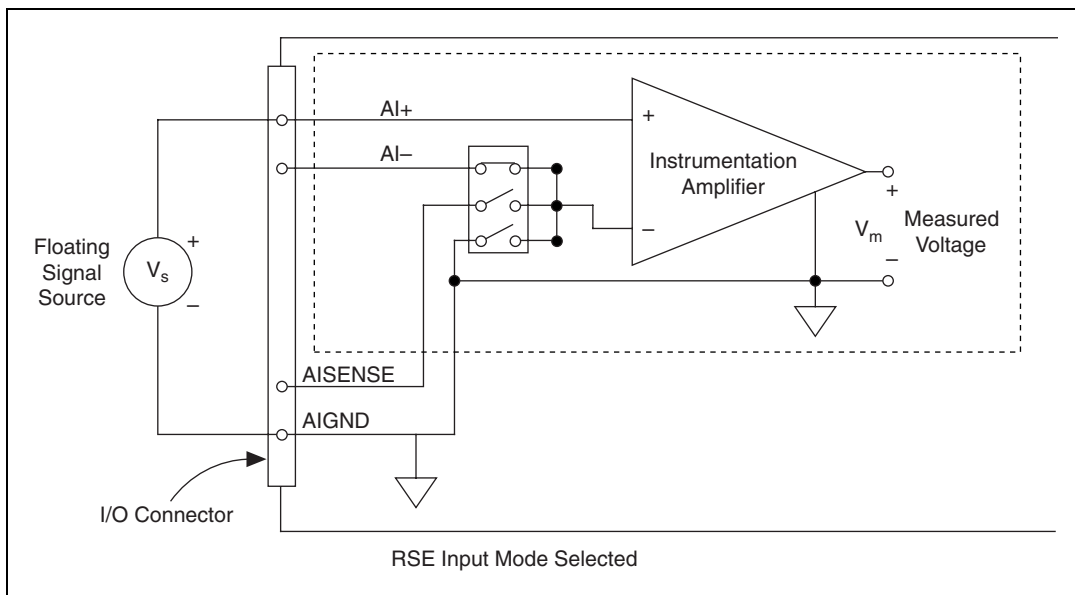 AI+
AI–
+
Instrumentation
Amplifier
–
+
V_m
–
Measured
Voltage
Floating
Signal
Source
+
V_s
–
AISENSE
AIGND
I/O Connector
RSE Input Mode Selected